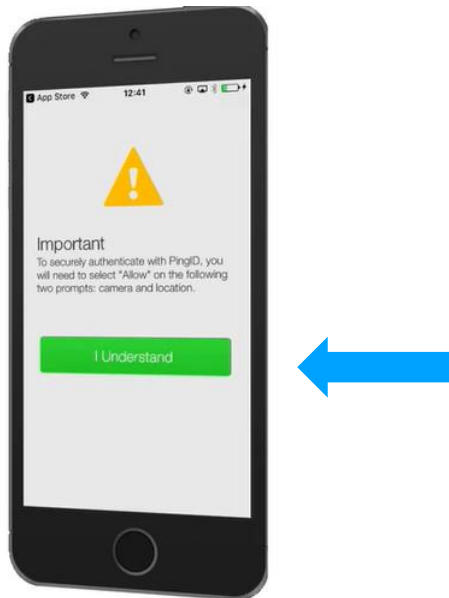 App Store 12:41
Important
To securely authenticate with PingID, you
will need to select "Allow" on the following
two prompts: camera and location.
I Understand